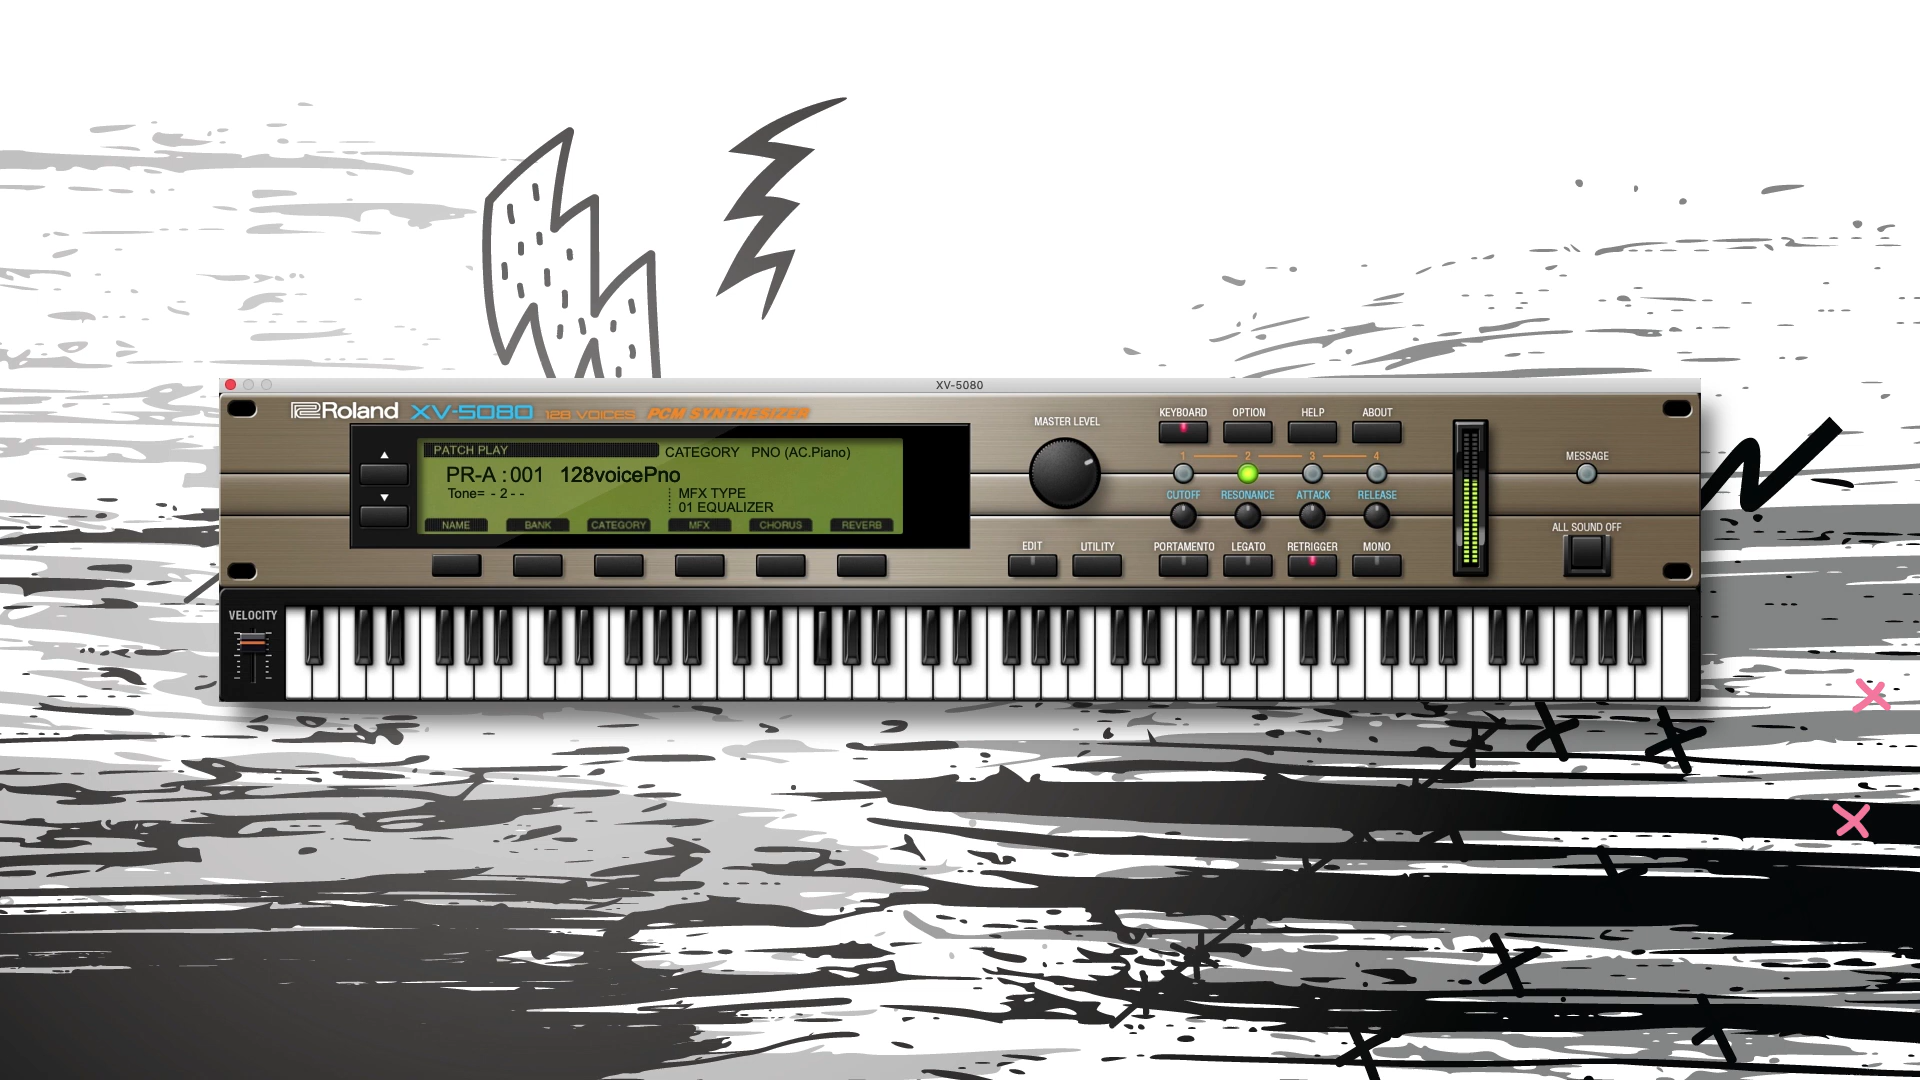 XV-5080
Roland XV-5080 128 VOICES PCM SYNTHESIZER
PATCH PLAY CATEGORY PNO (AC.Piano)
PR-A : 001 128voicePno
Tone= - 2 - - MFX TYPE
01 EQUALIZER
NAME BANK CATEGORY MFX CHORUS REVERB
MASTER LEVEL
KEYBOARD OPTION HELP ABOUT
1 2 3 4
CUTOFF RESONANCE ATTACK RELEASE
EDIT UTILITY PORTAMENTO LEGATO RETRIGGER MONO
MESSAGE
ALL SOUND OFF
VELOCITY